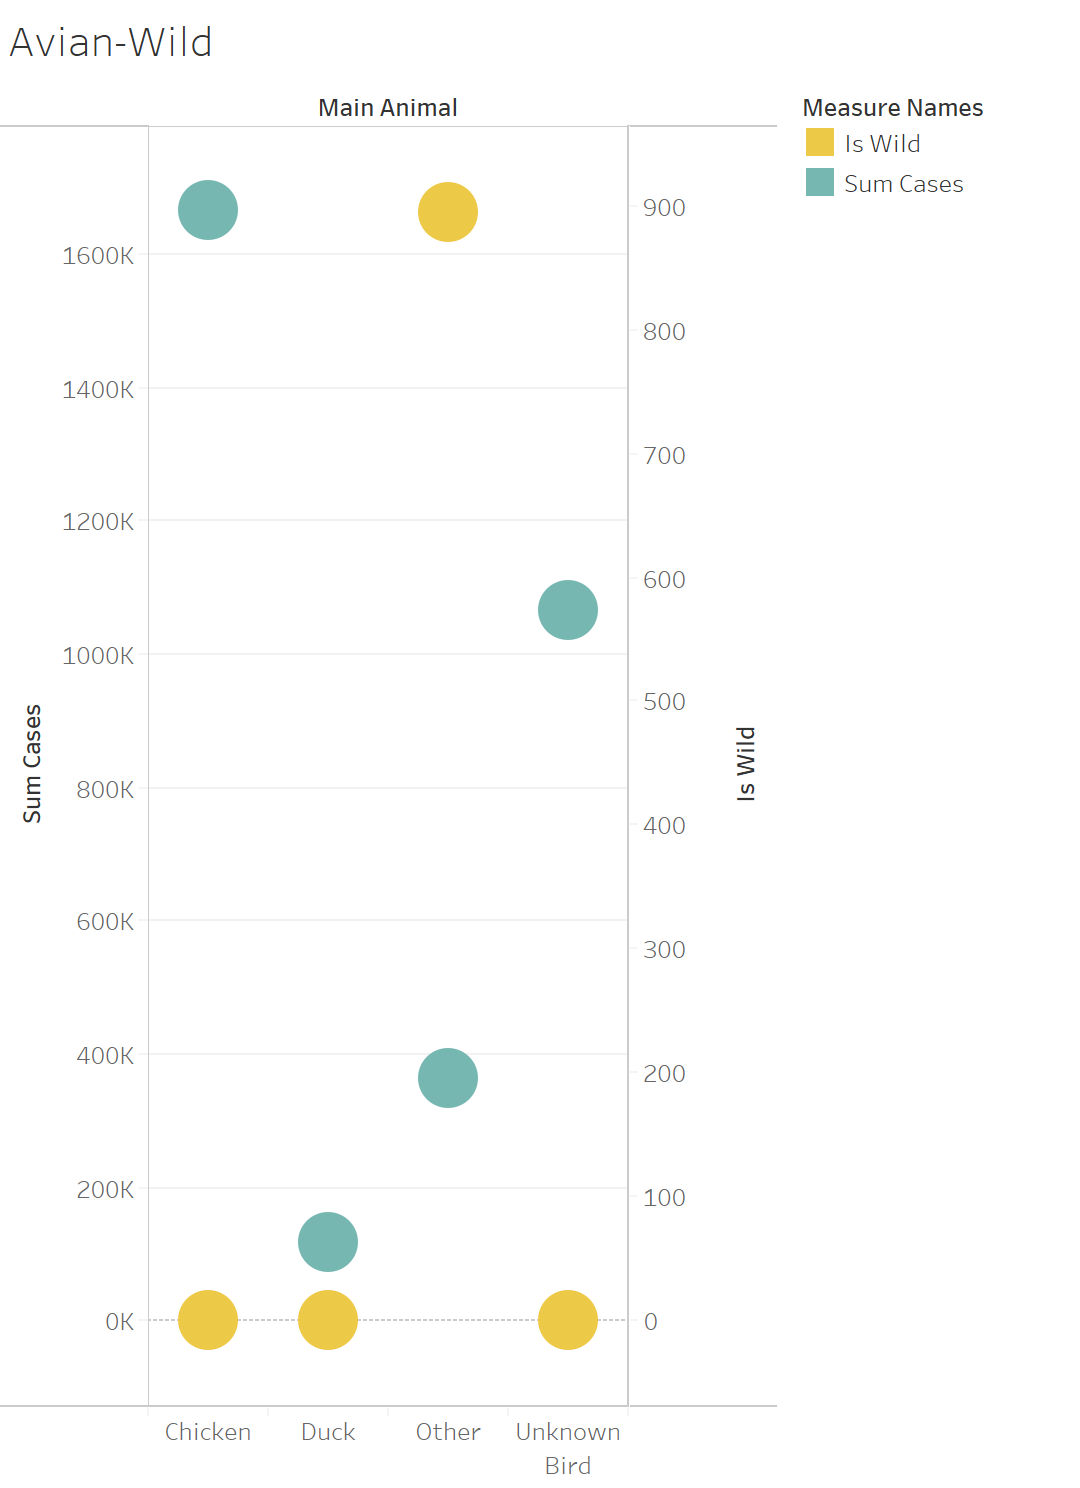 Avian-Wild
Main Animal
Measure Names
Is Wild
Sum Cases
1600K
1400K
1200K
1000K
800K
600K
400K
200K
0K
Sum Cases
900
800
700
600
500
400
300
200
100
0
Is Wild
Chicken
Duck
Other
Unknown
Bird